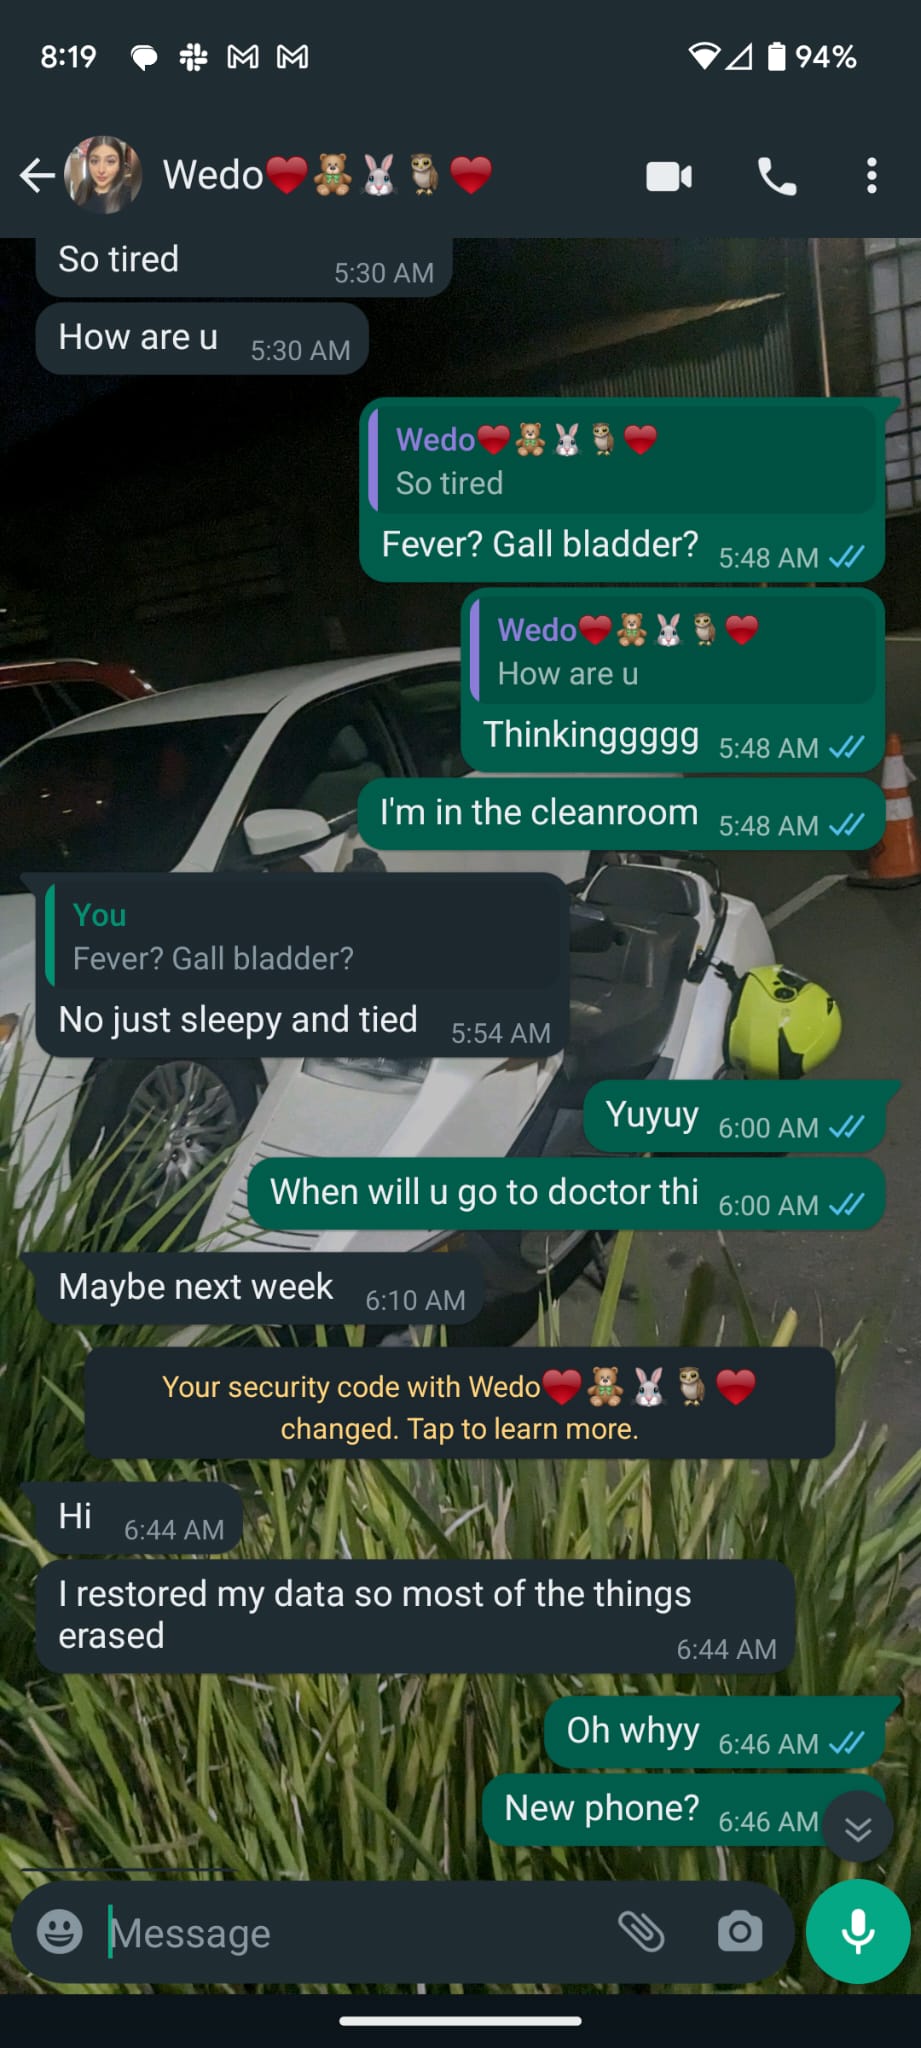 8:19 94%
Wedo❤️🧸🐰🦉❤️
So tired 5:30 AM
How are u 5:30 AM
Wedo❤️🧸🐰🦉❤️
So tired
Fever? Gall bladder? 5:48 AM
Wedo❤️🧸🐰🦉❤️
How are u
Thinkinggggg 5:48 AM
I'm in the cleanroom 5:48 AM
You
Fever? Gall bladder?
No just sleepy and tied 5:54 AM
Yuyuy 6:00 AM
When will u go to doctor thi 6:00 AM
Maybe next week 6:10 AM
Your security code with Wedo❤️🧸🐰🦉❤️
changed. Tap to learn more.
Hi 6:44 AM
I restored my data so most of the things
erased 6:44 AM
Oh whyy 6:46 AM
New phone? 6:46 AM
Message